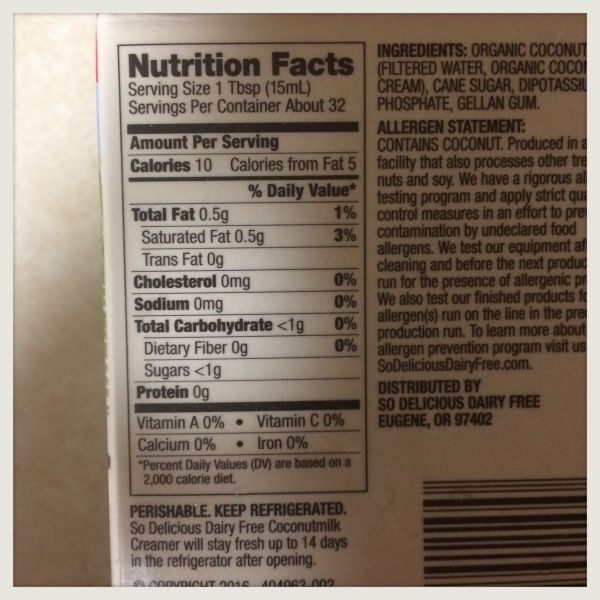 Nutrition Facts
Serving Size 1 Tbsp (15mL)
Servings Per Container About 32
Amount Per Serving
Calories 10 Calories from Fat 5
% Daily Value*
Total Fat 0.5g 1%
Saturated Fat 0.5g 3%
Trans Fat 0g
Cholesterol 0mg 0%
Sodium 0mg 0%
Total Carbohydrate <1g 0%
Dietary Fiber 0g 0%
Sugars <1g
Protein 0g
Vitamin A 0% • Vitamin C 0%
Calcium 0% • Iron 0%
*Percent Daily Values (DV) are based on a
2,000 calorie diet.
PERISHABLE. KEEP REFRIGERATED.
So Delicious Dairy Free Coconutmilk
Creamer will stay fresh up to 14 days
in the refrigerator after opening.
© COPYRIGHT 2016 404963-002
INGREDIENTS: ORGANIC COCONUT
(FILTERED WATER, ORGANIC COCO
CREAM), CANE SUGAR, DIPOTASSIU
PHOSPHATE, GELLAN GUM.
ALLERGEN STATEMENT:
CONTAINS COCONUT. Produced in a
facility that also processes other tre
nuts and soy. We have a rigorous al
testing program and apply strict qua
control measures in an effort to prev
contamination by undeclared food
allergens. We test our equipment af
cleaning and before the next produc
run for the presence of allergenic pr
We also test our finished products fo
allergen(s) run on the line in the pre
production run. To learn more about
allergen prevention program visit us
SoDeliciousDairyFree.com.
DISTRIBUTED BY
SO DELICIOUS DAIRY FREE
EUGENE, OR 97402